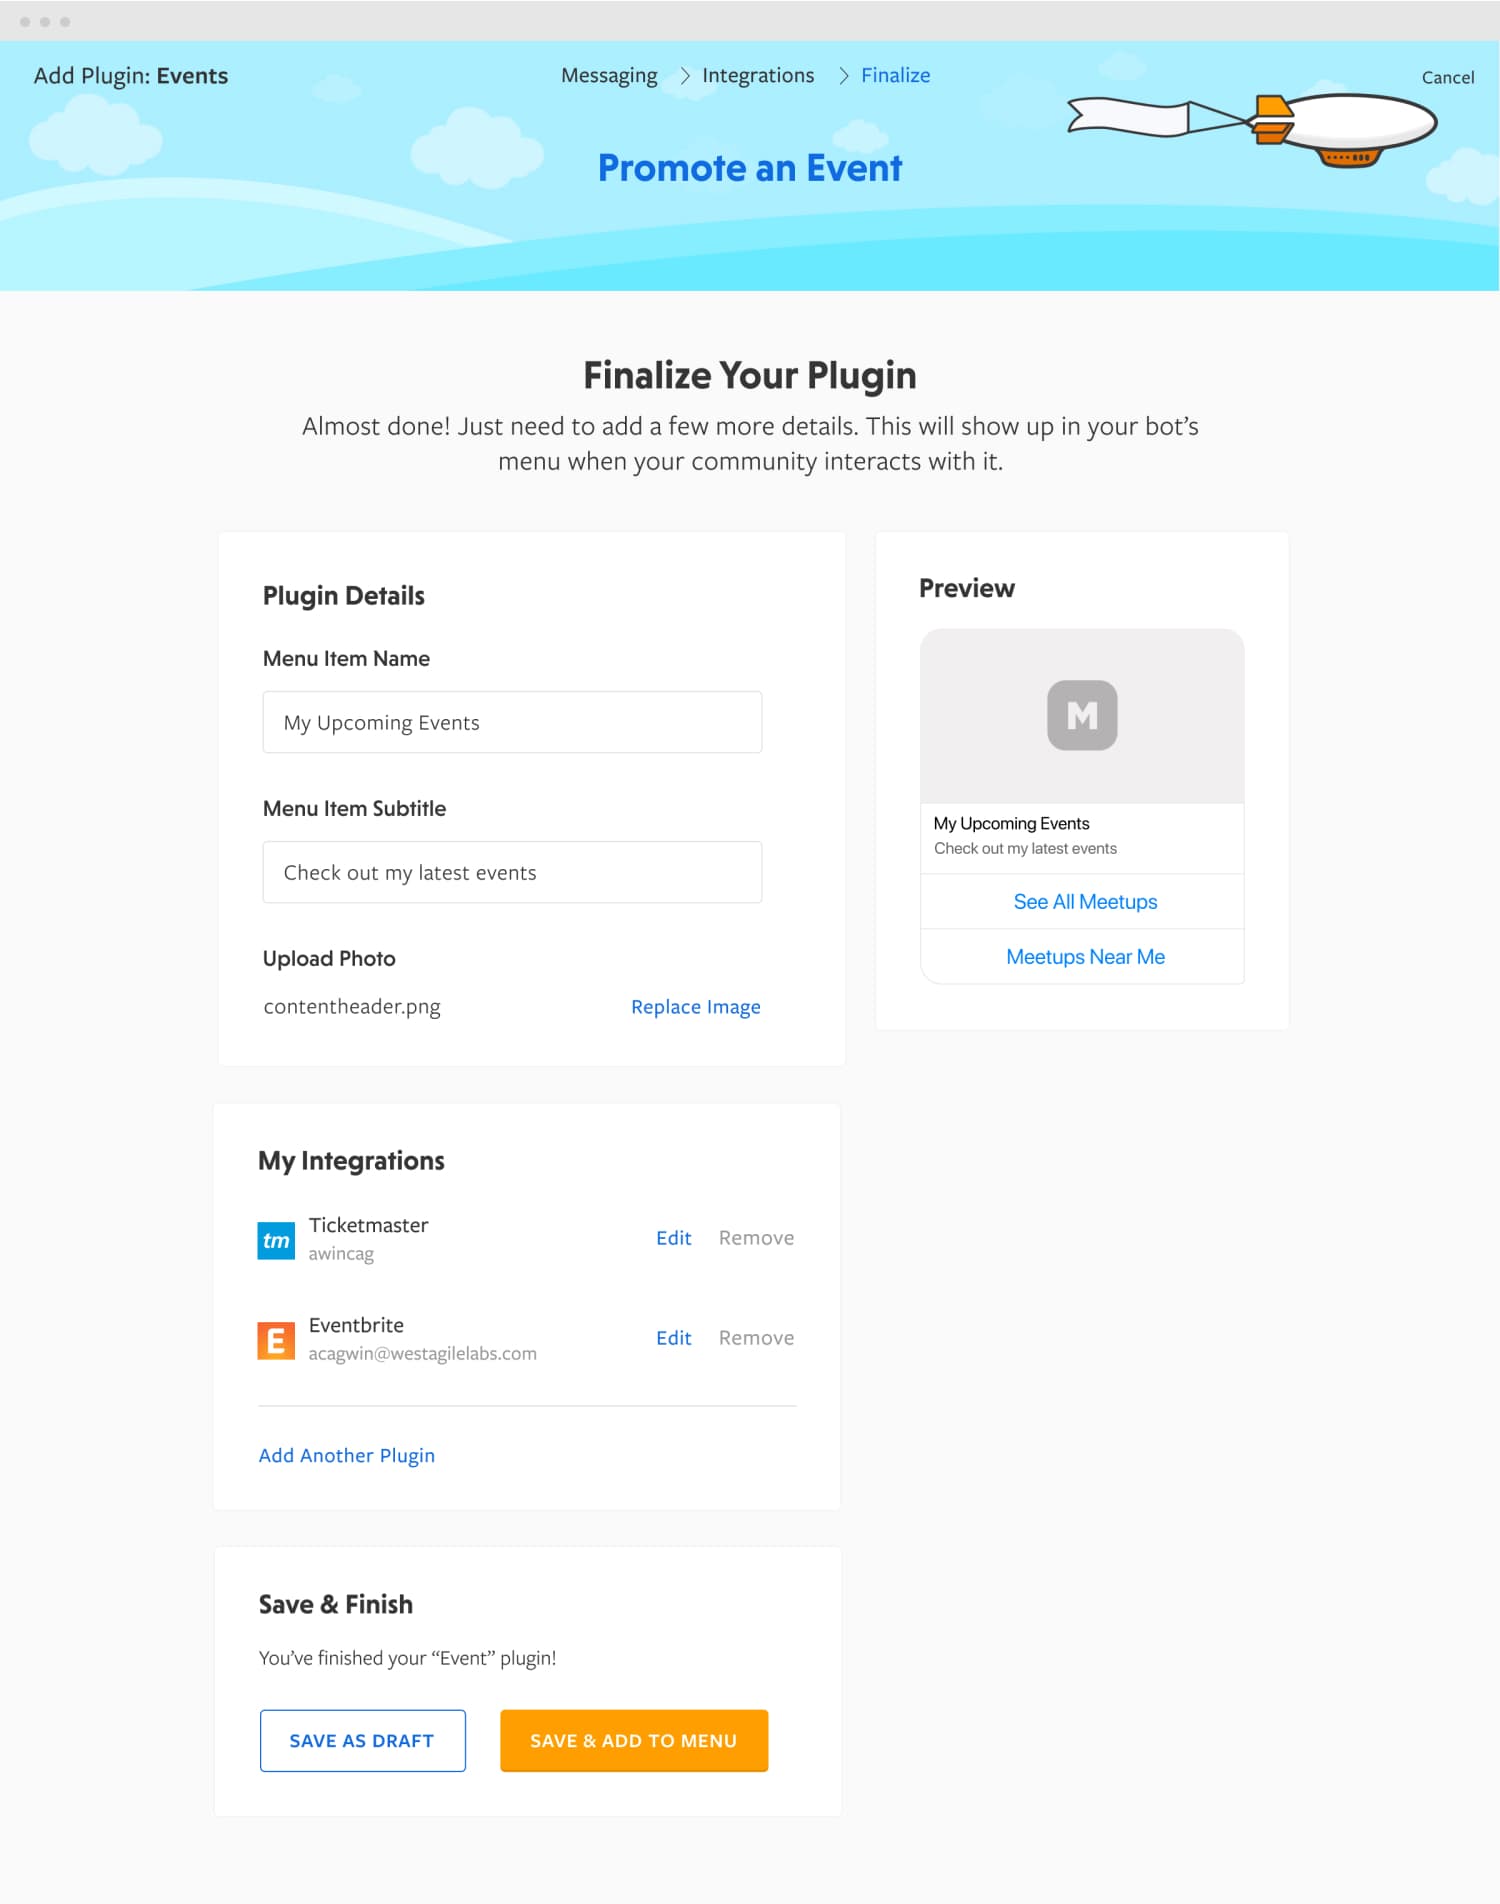 Add Plugin: Events
Messaging
Integrations
Finalize
Cancel
Promote an Event
Finalize Your Plugin
Almost done! Just need to add a few more details. This will show up in your bot’s
menu when your community interacts with it.
Plugin Details
Menu Item Name
My Upcoming Events
Menu Item Subtitle
Check out my latest events
Upload Photo
contentheader.png
Replace Image
Preview
M
My Upcoming Events
Check out my latest events
See All Meetups
Meetups Near Me
My Integrations
tm
Ticketmaster
awincag
Edit
Remove
E
Eventbrite
acagwin@westagilelabs.com
Edit
Remove
Add Another Plugin
Save & Finish
You’ve finished your “Event” plugin!
SAVE AS DRAFT
SAVE & ADD TO MENU